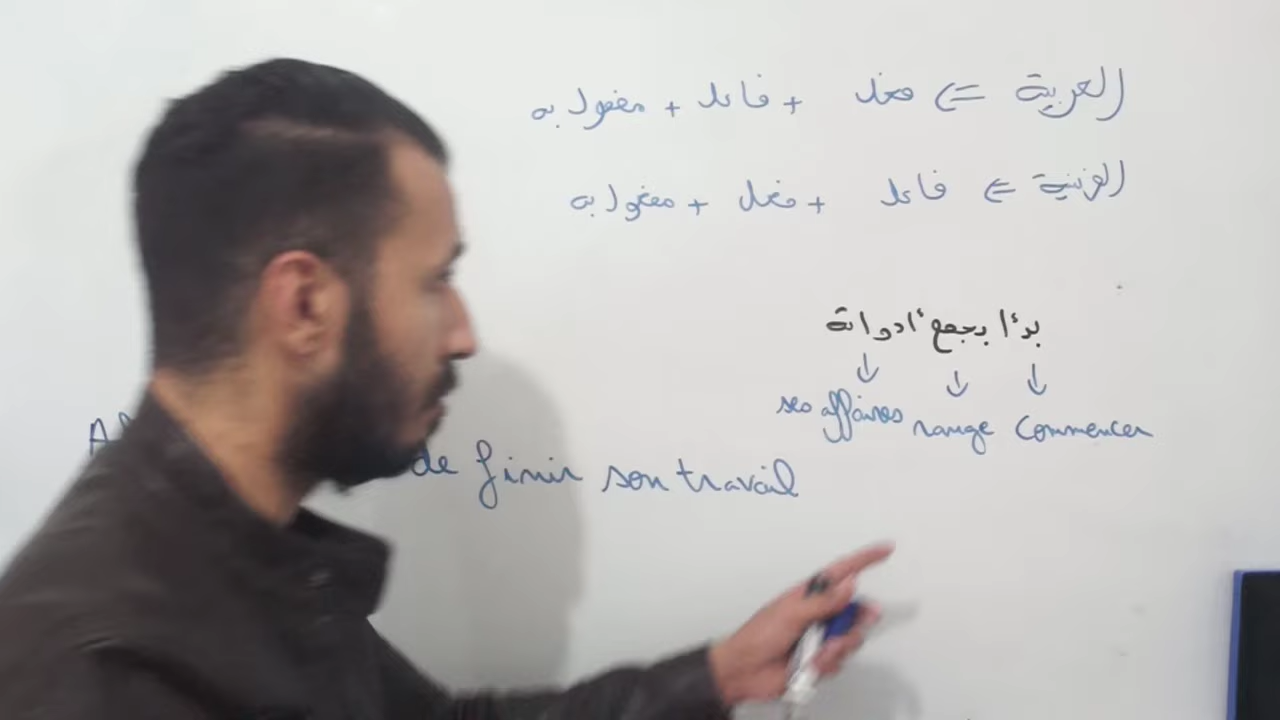 العربية => فعل + فاعل + مفعول به
الفرنسية => فاعل + فعل + مفعول به
بدأ بجمع أدواته
ses affaires range commencer
de finir son travail